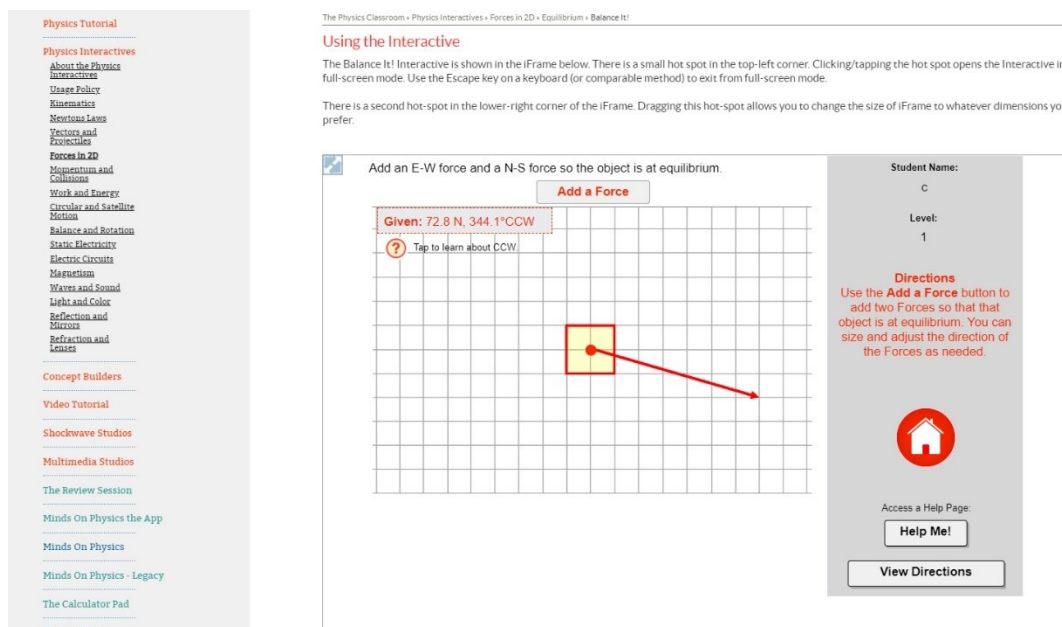 Physics Tutorial
Physics Interactives
About the Physics
Interactives
Usage Policy
Kinematics
Newtons Laws
Vectors and
Projectiles
Forces in 2D
Momentum and
Collisions
Work and Energy
Circular and Satellite
Motion
Balance and Rotation
Static Electricity
Electric Circuits
Magnetism
Waves and Sound
Light and Color
Reflection and
Mirrors
Refraction and
Lenses
Concept Builders
Video Tutorial
Shockwave Studios
Multimedia Studios
The Review Session
Minds On Physics the App
Minds On Physics
Minds On Physics - Legacy
The Calculator Pad
The Physics Classroom » Physics Interactives » Forces in 2D » Equilibrium » Balance It!
Using the Interactive
The Balance It! Interactive is shown in the iFrame below. There is a small hot spot in the top-left corner. Clicking/tapping the hot spot opens the Interactive in
full-screen mode. Use the Escape key on a keyboard (or comparable method) to exit from full-screen mode.
There is a second hot-spot in the lower-right corner of the iFrame. Dragging this hot-spot allows you to change the size of iFrame to whatever dimensions yo
prefer.
Add an E-W force and a N-S force so the object is at equilibrium.
Add a Force
Given: 72.8 N, 344.1°CCW
? Tap to learn about CCW.
Student Name:
c
Level:
1
Directions
Use the Add a Force button to
add two Forces so that that
object is at equilibrium. You can
size and adjust the direction of
the Forces as needed.
Access a Help Page:
Help Me!
View Directions